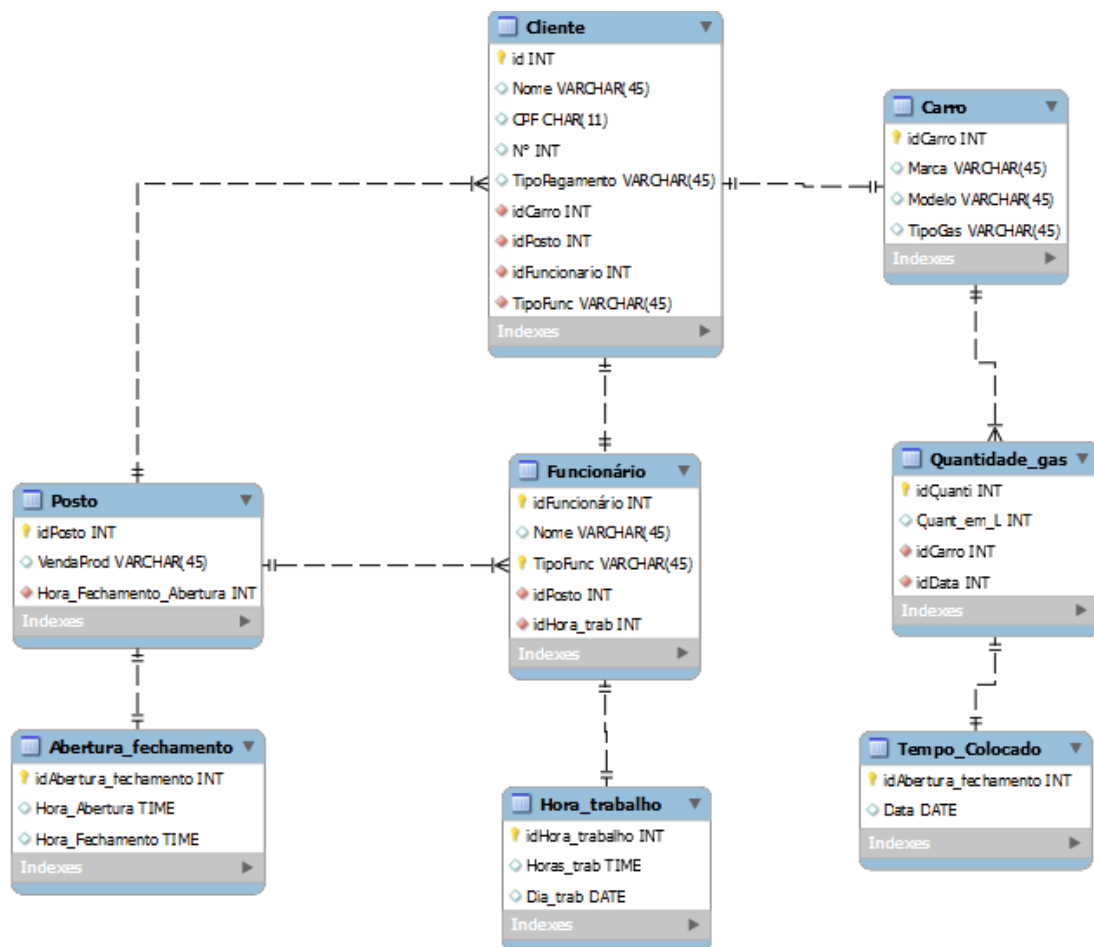 Cliente
id INT
Nome VARCHAR(45)
CPF CHAR(11)
N° INT
TipoPagamento VARCHAR(45)
idCarro INT
idPosto INT
idFuncionario INT
TipoFunc VARCHAR(45)
Indexes
Carro
idCarro INT
Marca VARCHAR(45)
Modelo VARCHAR(45)
TipoGas VARCHAR(45)
Indexes
Posto
idPosto INT
VendaProd VARCHAR(45)
Hora_Fechamento_Abertura INT
Indexes
Funcionário
idFuncionário INT
Nome VARCHAR(45)
TipoFunc VARCHAR(45)
idPosto INT
idHora_trab INT
Indexes
Quantidade_gas
idQuanti INT
Quant_em_L INT
idCarro INT
idData INT
Indexes
Abertura_fechamento
idAbertura_fechamento INT
Hora_Abertura TIME
Hora_Fechamento TIME
Indexes
Hora_trabalho
idHora_trabalho INT
Horas_trab TIME
Dia_trab DATE
Indexes
Tempo_Colocado
idAbertura_fechamento INT
Data DATE
Indexes